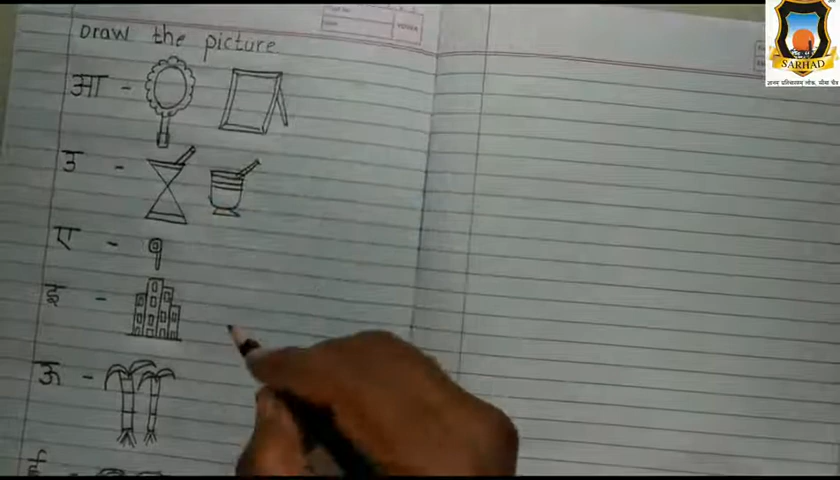 Draw the picture
आ -
उ -
ए - १
इ -
ऊ -
ई -
SARHAD